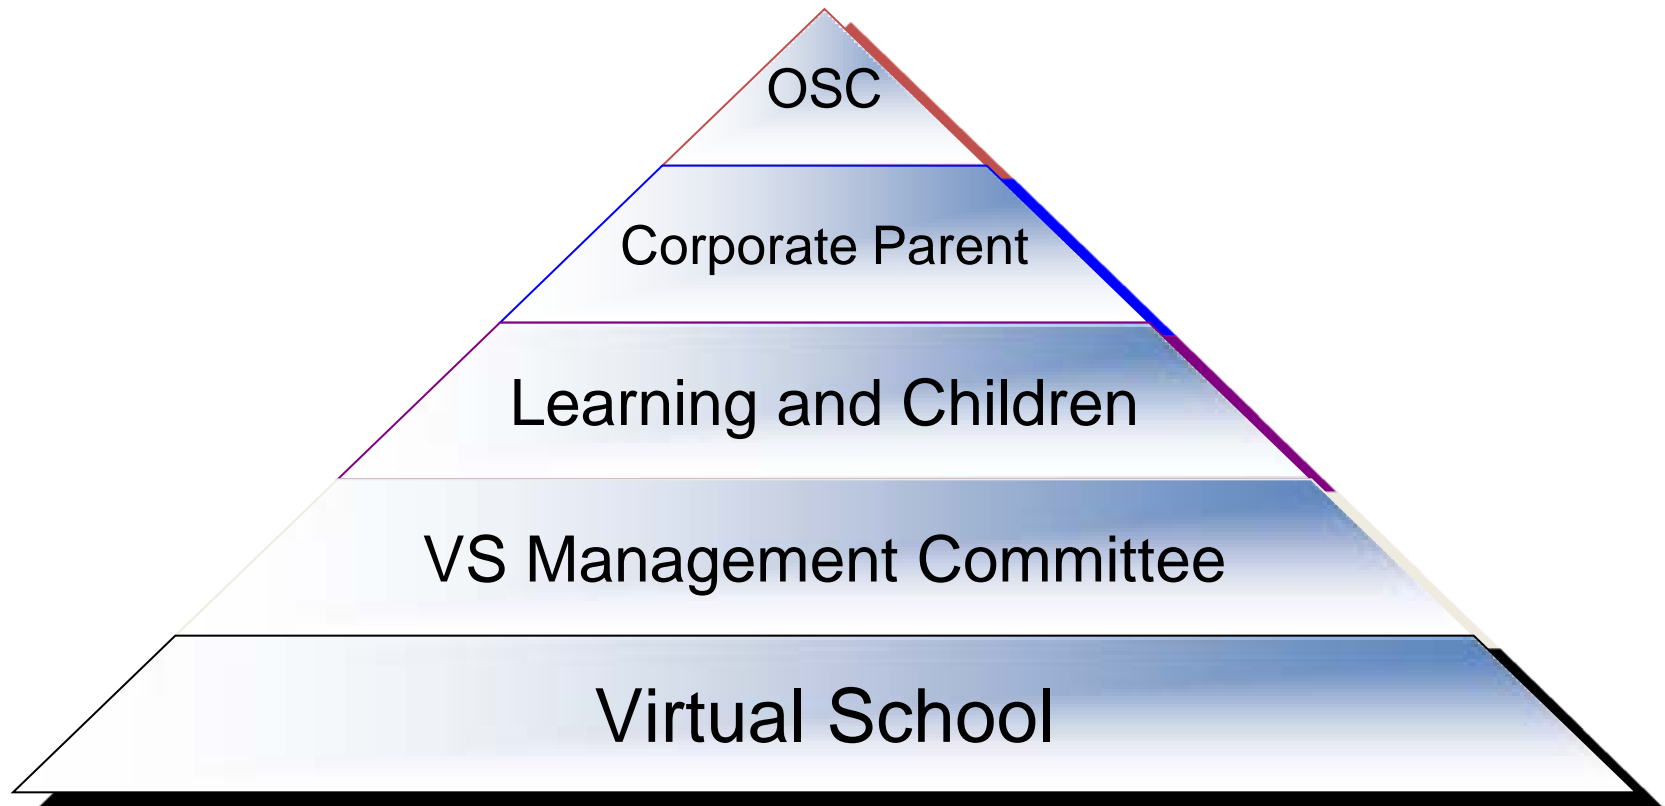 OSC
Corporate Parent
Learning and Children
VS Management Committee
Virtual School